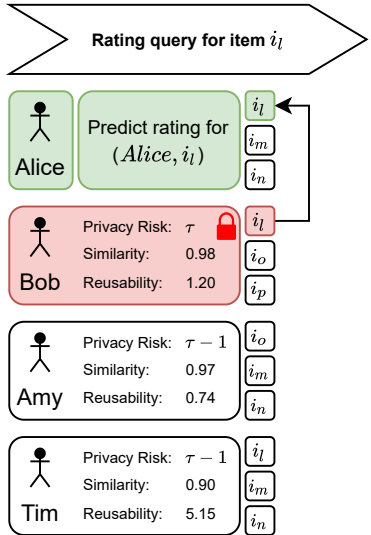 Rating query for item i_l
Alice
Predict rating for
(Alice, i_l)
i_l
i_m
i_n
Bob
Privacy Risk: τ
Similarity: 0.98
Reusability: 1.20
i_l
i_o
i_p
Amy
Privacy Risk: τ − 1
Similarity: 0.97
Reusability: 0.74
i_o
i_m
i_n
Tim
Privacy Risk: τ − 1
Similarity: 0.90
Reusability: 5.15
i_l
i_m
i_n